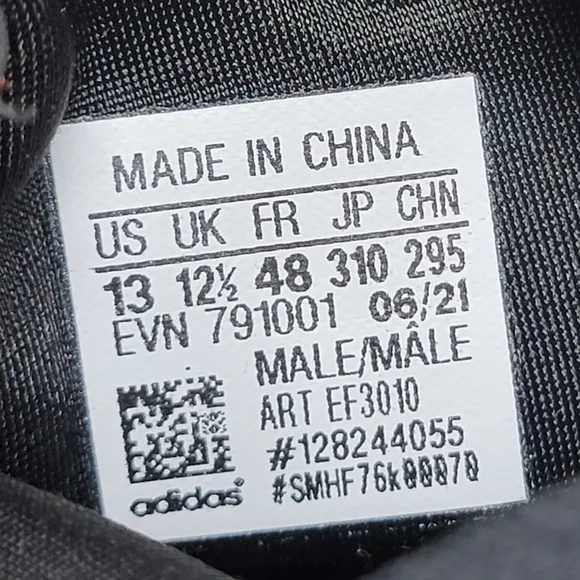 MADE IN CHINA
US UK FR JP CHN
13 12½ 48 310 295
EVN 791001 06/21
MALE/MÂLE
ART EF3010
#128244055
#SMHF76k00070
adidas